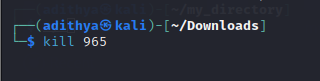 ┌──(adithya㉿kali)-[~/Downloads]
└─$ kill 965